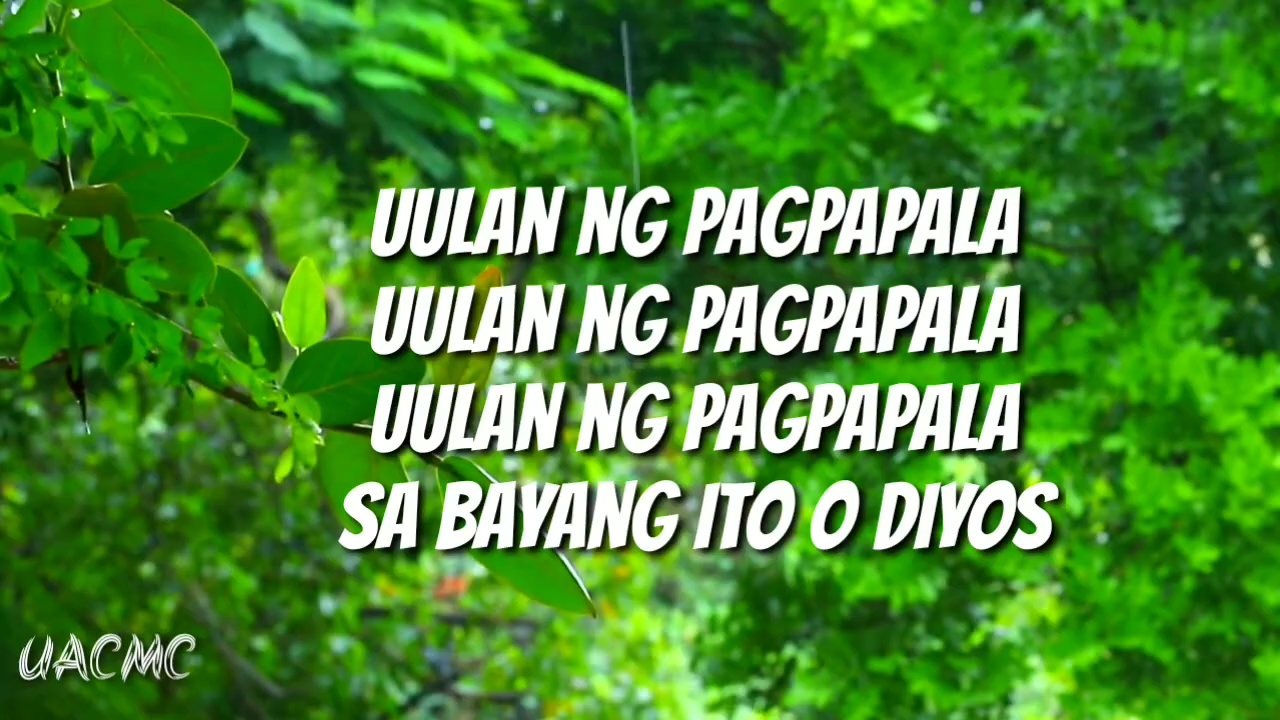 UULAN NG PAGPAPALA
UULAN NG PAGPAPALA
UULAN NG PAGPAPALA
SA BAYANG ITO O DIYOS
UACMC